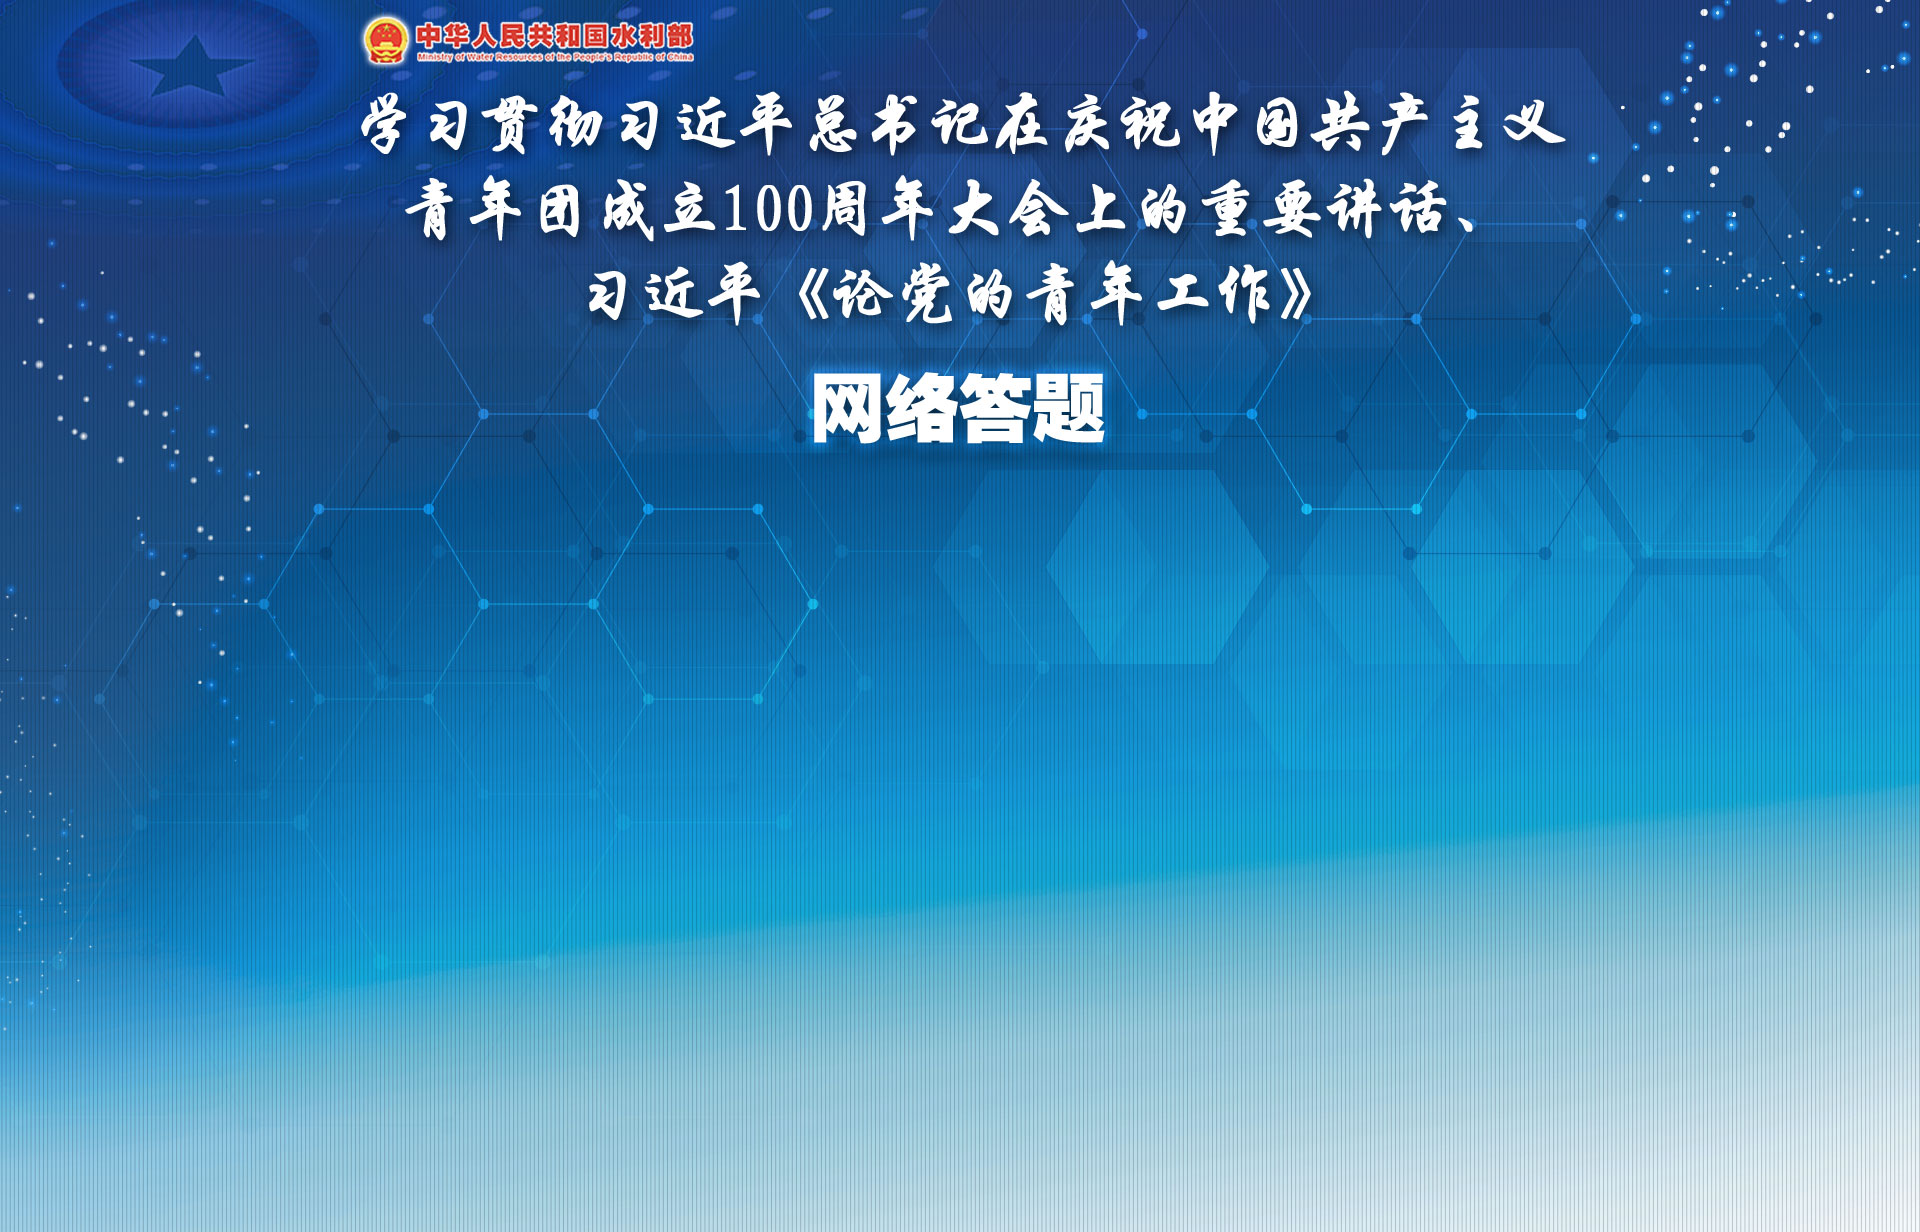 中华人民共和国水利部
Ministry of Water Resources of the People's Republic of China
学习贯彻习近平总书记在庆祝中国共产主义
青年团成立100周年大会上的重要讲话、
习近平《论党的青年工作》
网络答题